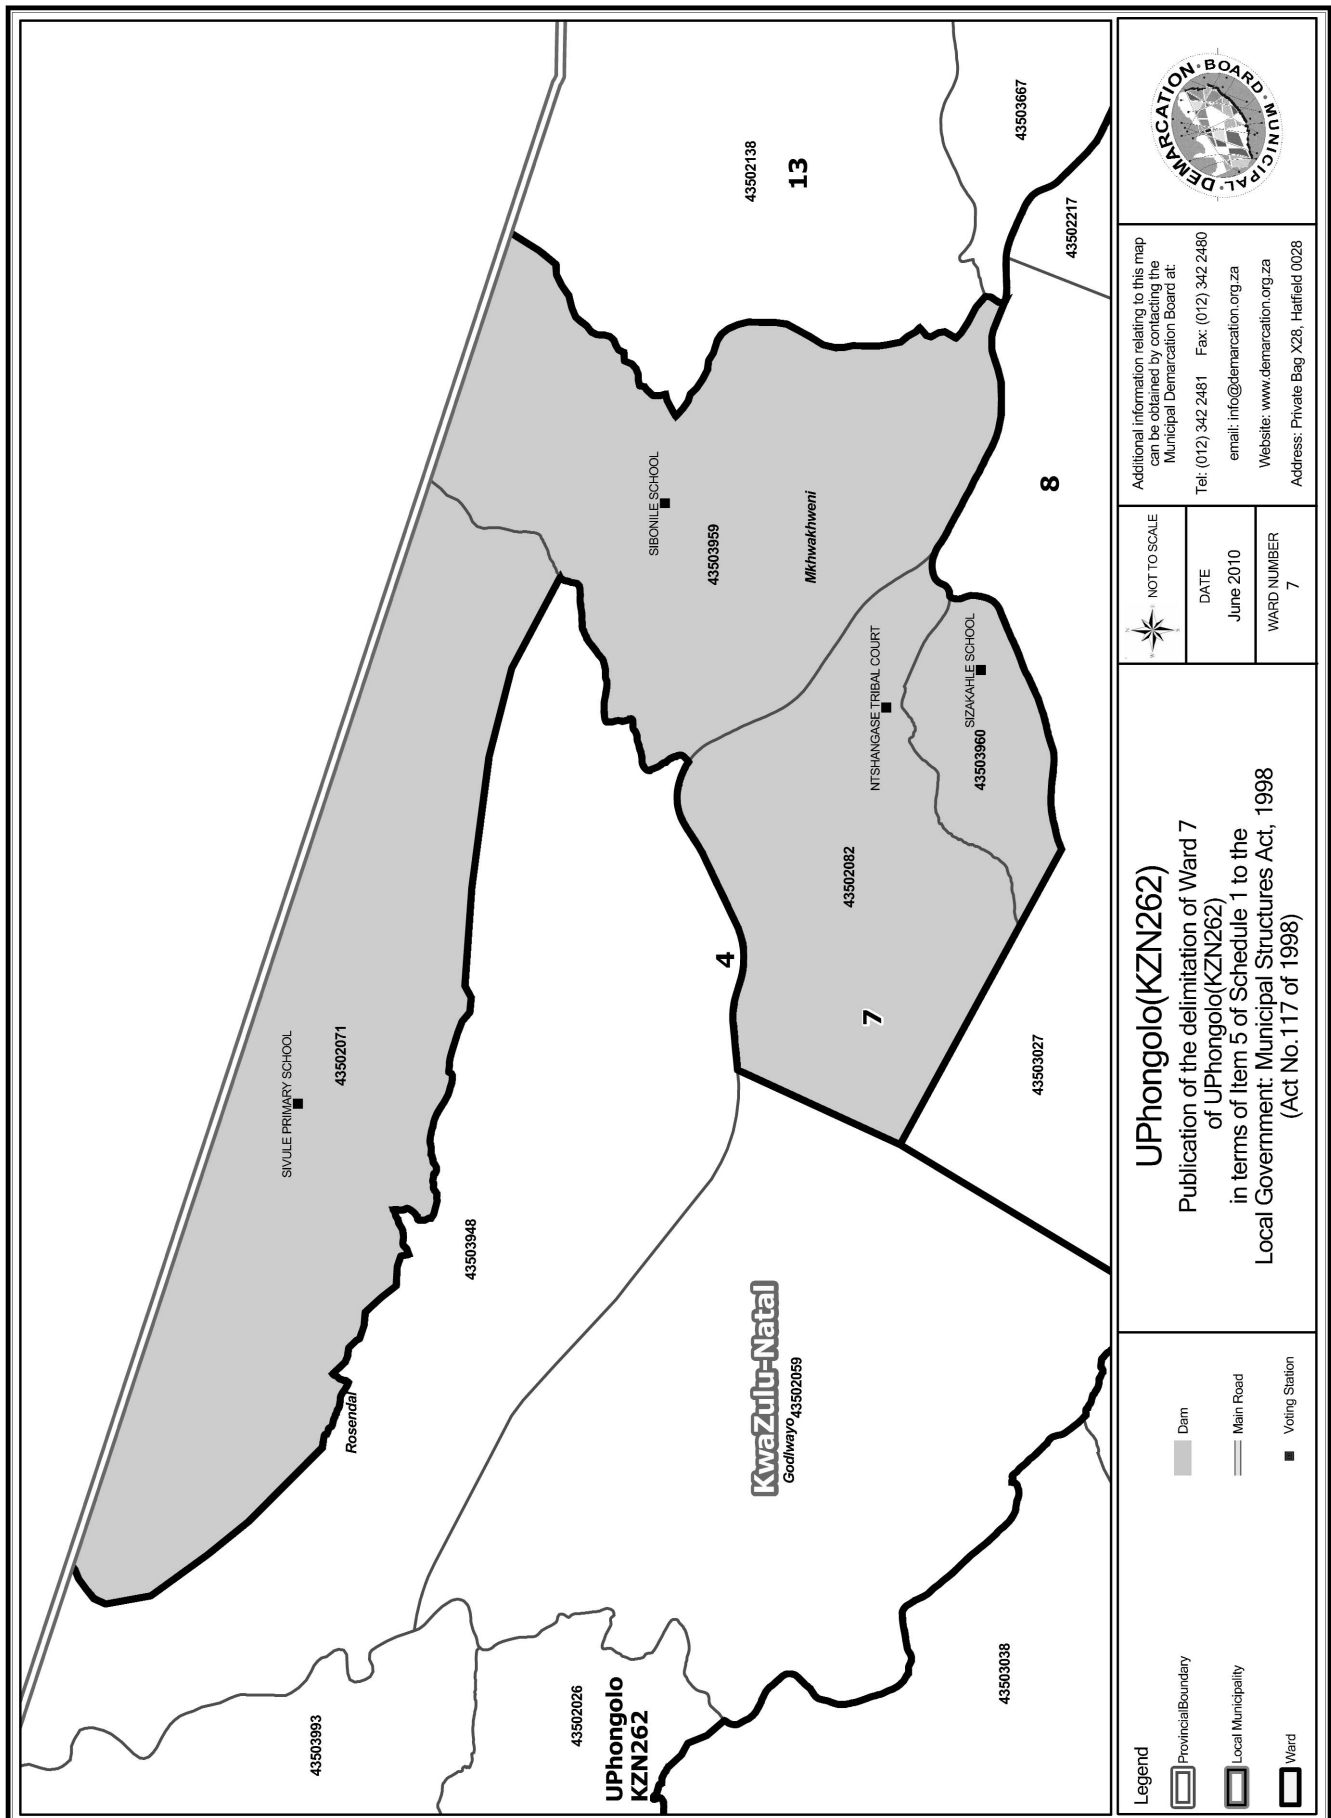 43503993
43502026
UPhongolo
KZN262
43503038
Rosendal
43503948
SIVULE PRIMARY SCHOOL
43502071
KwaZulu-Natal
Godlwayo
43502059
4
7
43502082
43503027
NTSHANGASE TRIBAL COURT
SIZAKAHLE SCHOOL
43503960
SIBONILE SCHOOL
43503959
Mkhwakhweni
8
43502138
13
43503667
43502217
Legend
ProvincialBoundary
Local Municipality
Ward
Dam
Main Road
Voting Station
UPhongolo(KZN262)
Publication of the delimitation of Ward 7
of UPhongolo(KZN262)
in terms of Item 5 of Schedule 1 to the
Local Government: Municipal Structures Act, 1998
(Act No.117 of 1998)
NOT TO SCALE
DATE
June 2010
WARD NUMBER
7
Additional information relating to this map
can be obtained by contacting the
Municipal Demarcation Board at:
Tel: (012) 342 2481 Fax: (012) 342 2480
email: info@demarcation.org.za
Website: www.demarcation.org.za
Address: Private Bag X28, Hatfield 0028
MUNICIPAL · DEMARCATION · BOARD